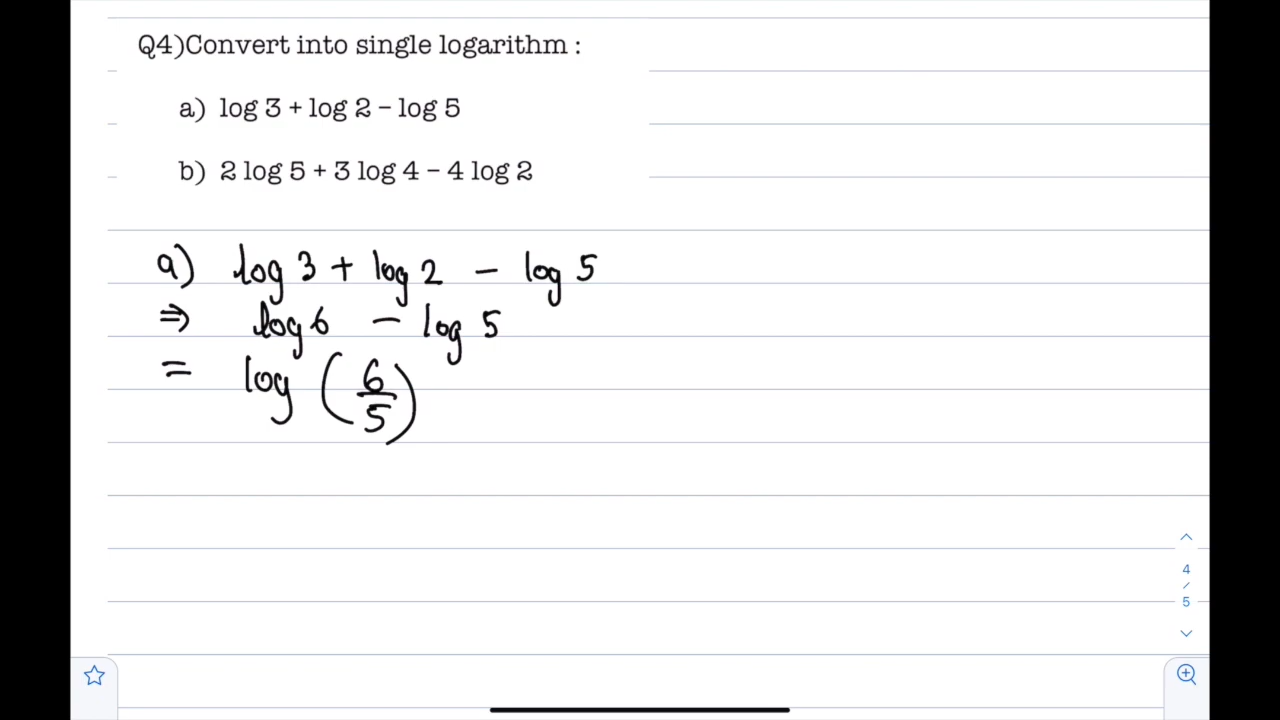 Q4)Convert into single logarithm :
a) log 3 + log 2 − log 5
b) 2 log 5 + 3 log 4 − 4 log 2
a) log 3 + log 2 − log 5
⇒ log 6 − log 5
= log (6/5)
4
/
5